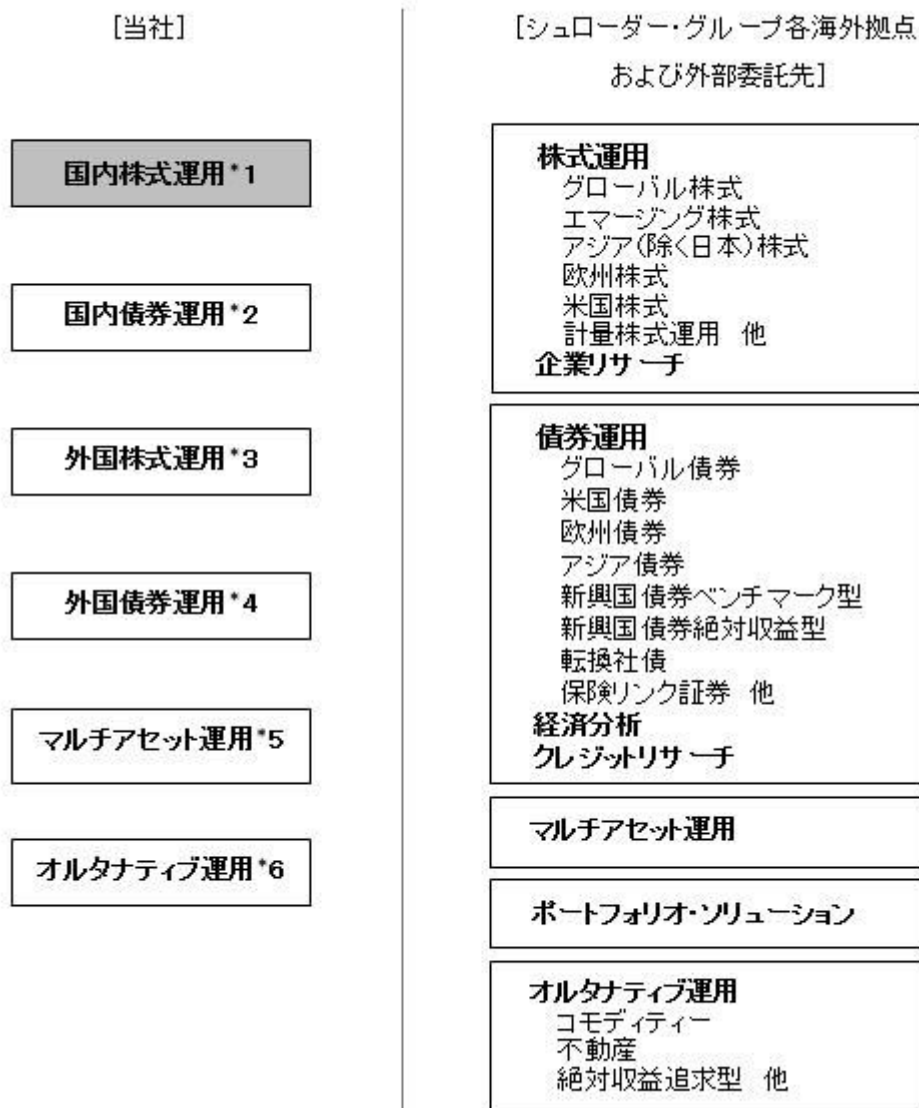 [当社]
国内株式運用*1
国内債券運用*2
外国株式運用*3
外国債券運用*4
マルチアセット運用*5
オルタナティブ運用*6
[シュローダー・グループ各海外拠点
および外部委託先]
株式運用
グローバル株式
エマージング株式
アジア(除く日本)株式
欧州株式
米国株式
計量株式運用 他
企業リサーチ
債券運用
グローバル債券
米国債券
欧州債券
アジア債券
新興国債券ベンチマーク型
新興国債券絶対収益型
転換社債
保険リンク証券 他
経済分析
クレジットリサーチ
マルチアセット運用
ポートフォリオ・ソリューション
オルタナティブ運用
コモディティー
不動産
絶対収益追求型 他